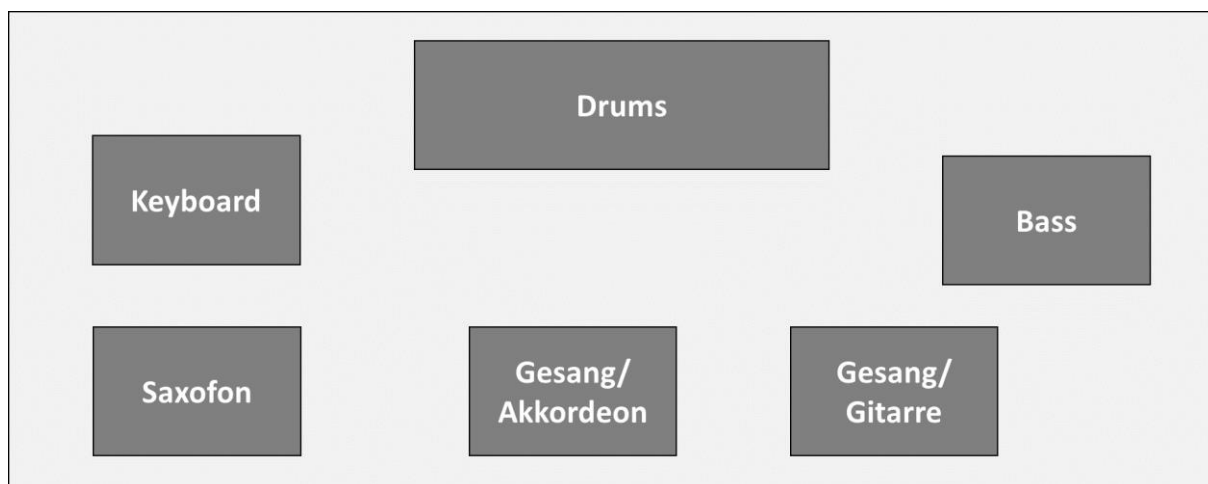 Drums
Keyboard
Bass
Saxofon
Gesang/
Akkordeon
Gesang/
Gitarre